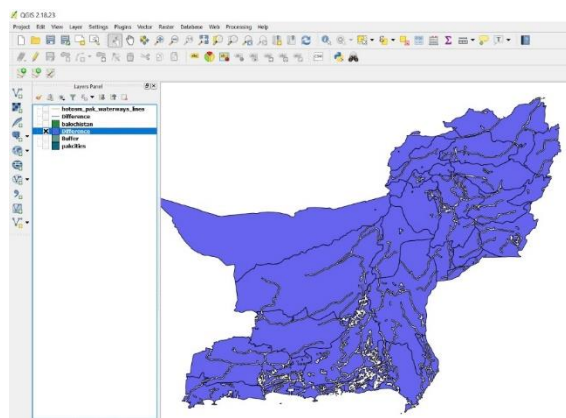 QGIS 2.18.23
Project Edit View Layer Settings Plugins Vector Raster Database Web Processing Help
Layers Panel
hotosm_pak_waterways_lines
Difference
balochistan
Difference
Buffer
pakcities